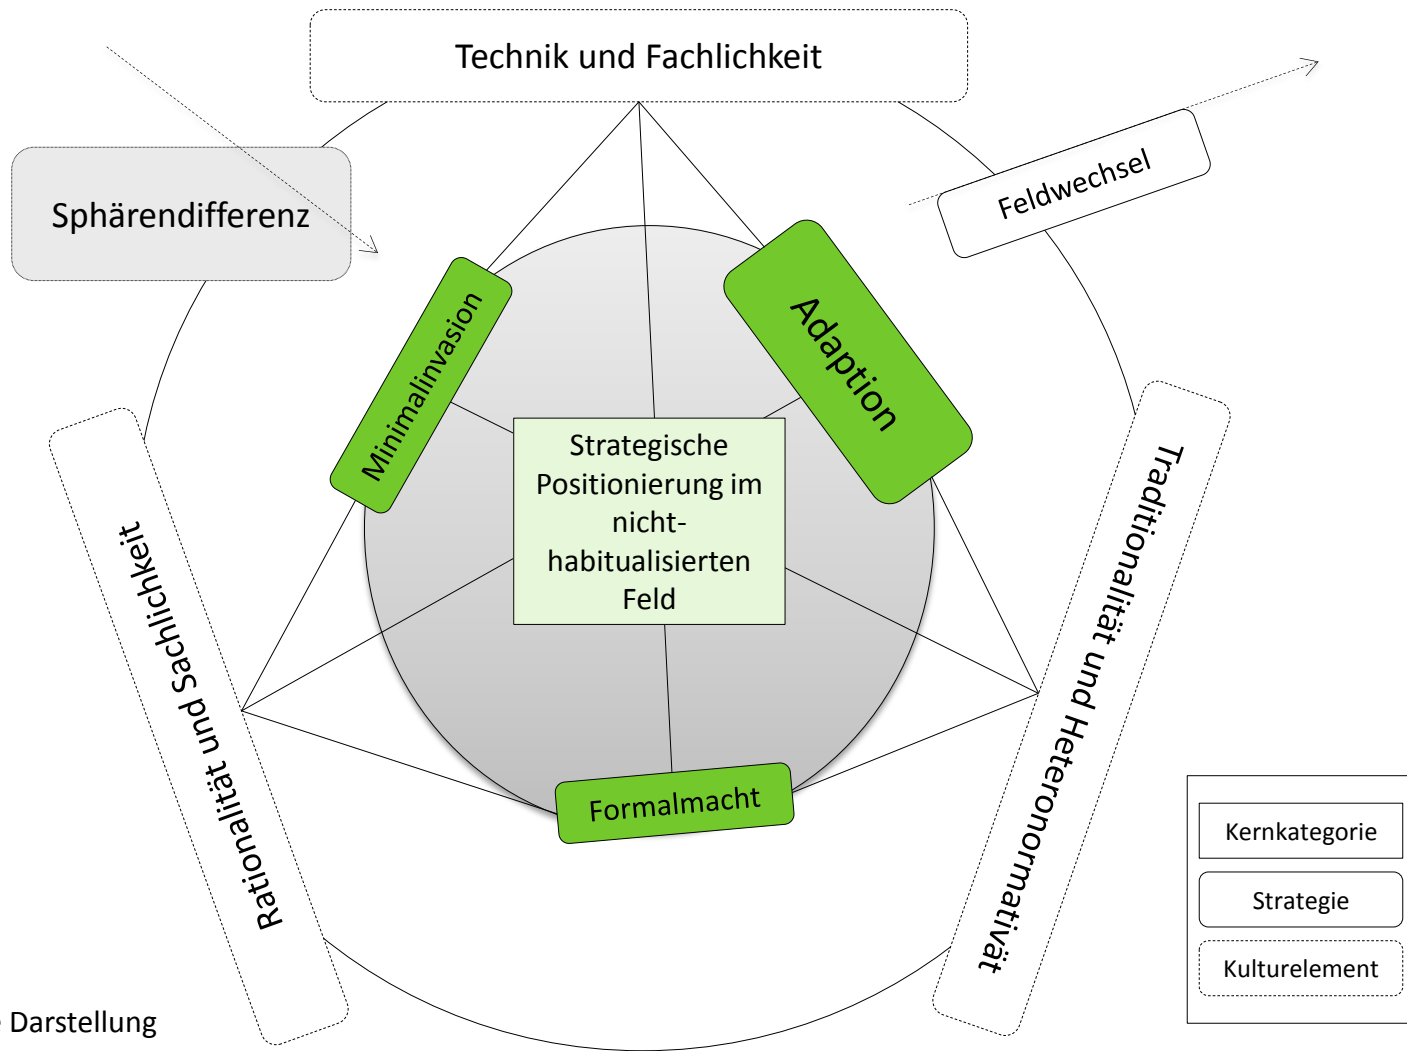 Technik und Fachlichkeit
Sphärendifferenz
Feldwechsel
Minimalinvasion
Adaption
Strategische
Positionierung im
nicht-
habitualisierten
Feld
Rationalität und Sachlichkeit
Traditionalität und Heteronormativät
Formalmacht
Kernkategorie
Strategie
Kulturelement
Darstellung